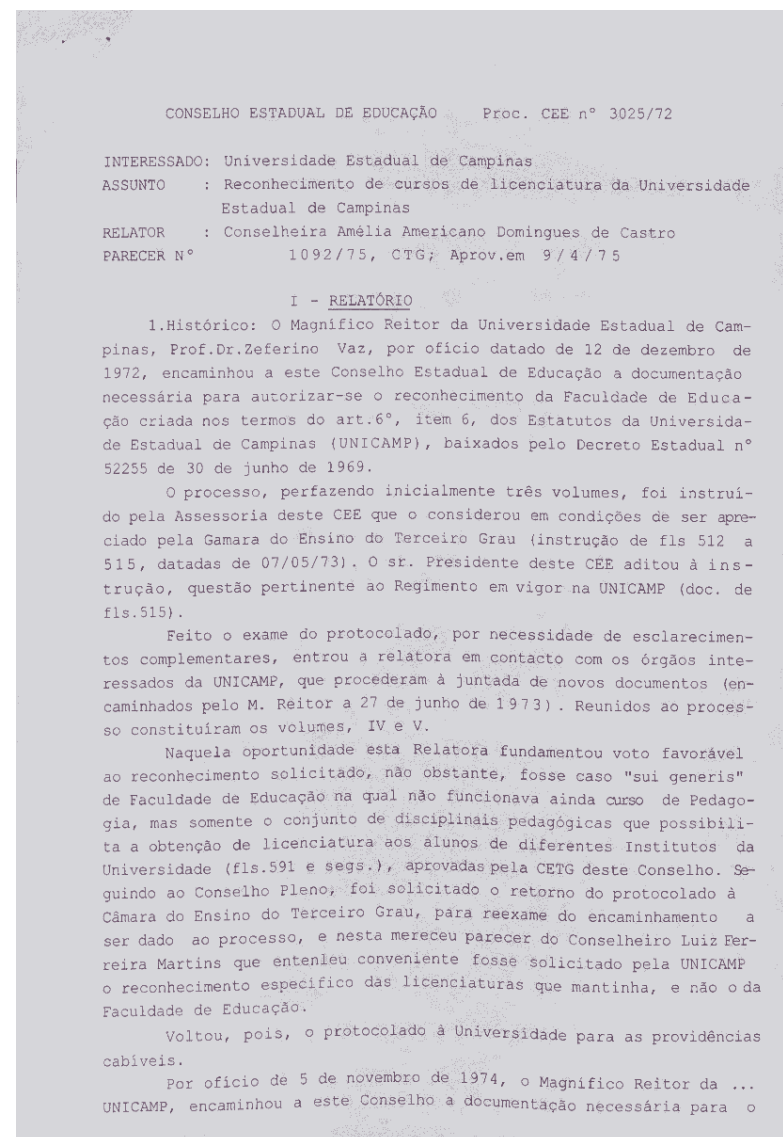 CONSELHO ESTADUAL DE EDUCAÇÃO Proc. CEE nº 3025/72
INTERESSADO: Universidade Estadual de Campinas
ASSUNTO : Reconhecimento de cursos de licenciatura da Universidade
Estadual de Campinas
RELATOR : Conselheira Amélia Americano Domingues de Castro
PARECER Nº 1092/75, CTG; Aprov.em 9/4/75
I - RELATÓRIO
1.Histórico: O Magnífico Reitor da Universidade Estadual de Cam-
pinas, Prof.Dr.Zeferino Vaz, por ofício datado de 12 de dezembro de
1972, encaminhou a este Conselho Estadual de Educação a documentação
necessária para autorizar-se o reconhecimento da Faculdade de Educa-
ção criada nos termos do art.6º, ítem 6, dos Estatutos da Universida-
de Estadual de Campinas (UNICAMP), baixados pelo Decreto Estadual nº
52255 de 30 de junho de 1969.
O processo, perfazendo inicialmente três volumes, foi instruí-
do pela Assessoria deste CEE que o considerou em condições de ser apre-
ciado pela Gamara do Ensino do Terceiro Grau (instrução de fls 512 a
515, datadas de 07/05/73). O sr. Presidente deste CEE aditou à ins-
trução, questão pertinente ao Regimento em vigor na UNICAMP (doc. de
fls.515).
Feito o exame do protocolado, por necessidade de esclarecimen-
tos complementares, entrou a relatora em contacto com os órgãos inte-
ressados da UNICAMP, que procederam à juntada de novos documentos (en-
caminhados pelo M. Reitor a 27 de junho de 1973). Reunidos ao proces-
so constituíram os volumes, IV e V.
Naquela oportunidade esta Relatora fundamentou voto favorável
ao reconhecimento solicitado, não obstante, fosse caso "sui generis"
de Faculdade de Educação na qual não funcionava ainda curso de Pedago-
gia, mas somente o conjunto de disciplinais pedagógicas que possibili-
ta a obtenção de licenciatura aos alunos de diferentes Institutos da
Universidade (fls.591 e segs.), aprovadas pela CETG deste Conselho. Se-
guindo ao Conselho Pleno, foi solicitado o retorno do protocolado à
Câmara do Ensino do Terceiro Grau, para reexame do encaminhamento a
ser dado ao processo, e nesta mereceu parecer do Conselheiro Luiz Fer-
reira Martins que entenleu conveniente fosse solicitado pela UNICAMP
o reconhecimento especifico das licenciaturas que mantinha, e não o da
Faculdade de Educação.
Voltou, pois, o protocolado à Universidade para as providências
cabíveis.
Por ofício de 5 de novembro de 1974, o Magnifico Reitor da ...
UNICAMP, encaminhou a este Conselho a documentação necessária para o